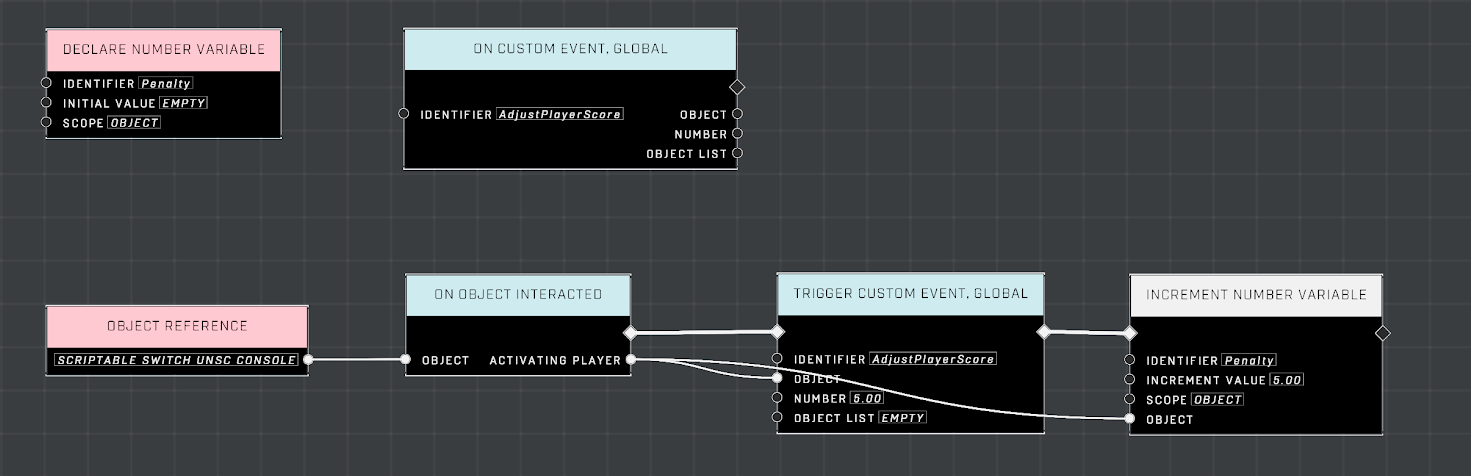 DECLARE NUMBER VARIABLE
IDENTIFIER Penalty
INITIAL VALUE EMPTY
SCOPE OBJECT
ON CUSTOM EVENT, GLOBAL
IDENTIFIER AdjustPlayerScore
OBJECT
NUMBER
OBJECT LIST
OBJECT REFERENCE
SCRIPTABLE SWITCH UNSC CONSOLE
ON OBJECT INTERACTED
OBJECT ACTIVATING PLAYER
TRIGGER CUSTOM EVENT, GLOBAL
IDENTIFIER AdjustPlayerScore
OBJECT
NUMBER 5.00
OBJECT LIST EMPTY
INCREMENT NUMBER VARIABLE
IDENTIFIER Penalty
INCREMENT VALUE 5.00
SCOPE OBJECT
OBJECT